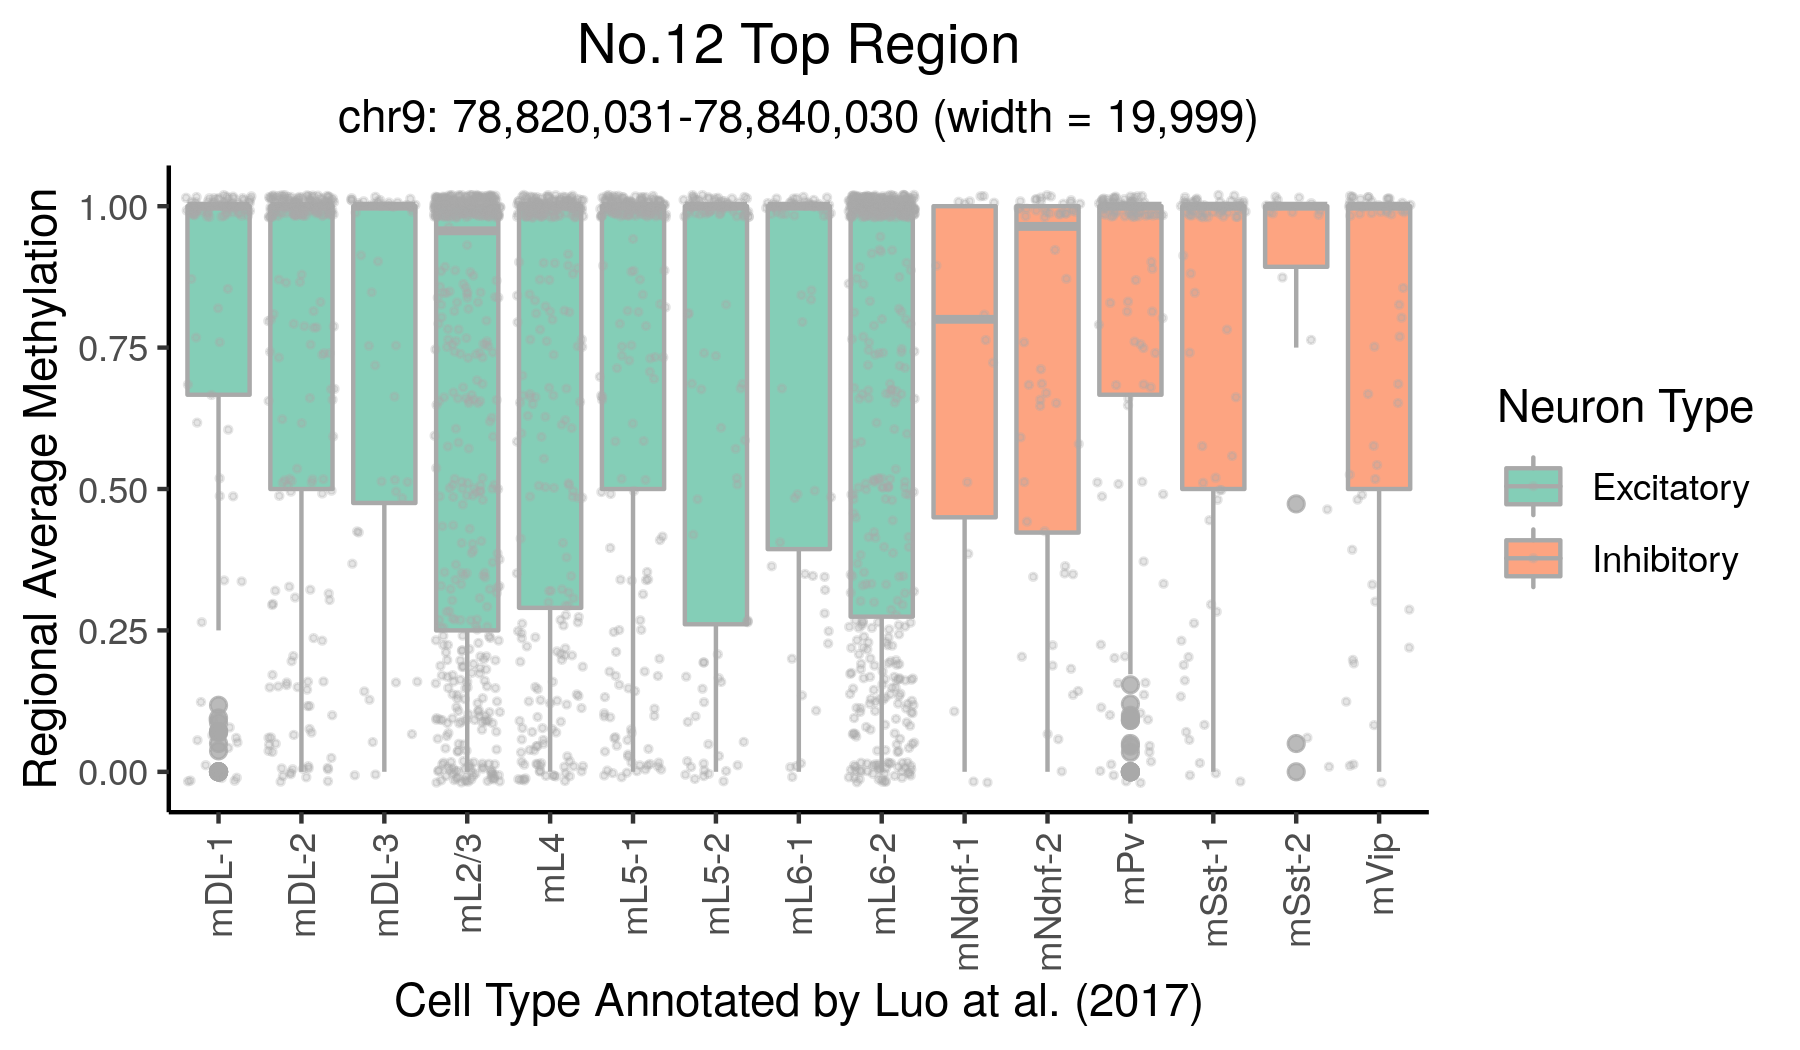 No.12 Top Region
chr9: 78,820,031-78,840,030 (width = 19,999)
Regional Average Methylation
1.00
0.75
0.50
0.25
0.00
mDL-1
mDL-2
mDL-3
mL2/3
mL4
mL5-1
mL5-2
mL6-1
mL6-2
mNdnf-1
mNdnf-2
mPv
mSst-1
mSst-2
mVip
Cell Type Annotated by Luo at al. (2017)
Neuron Type
Excitatory
Inhibitory